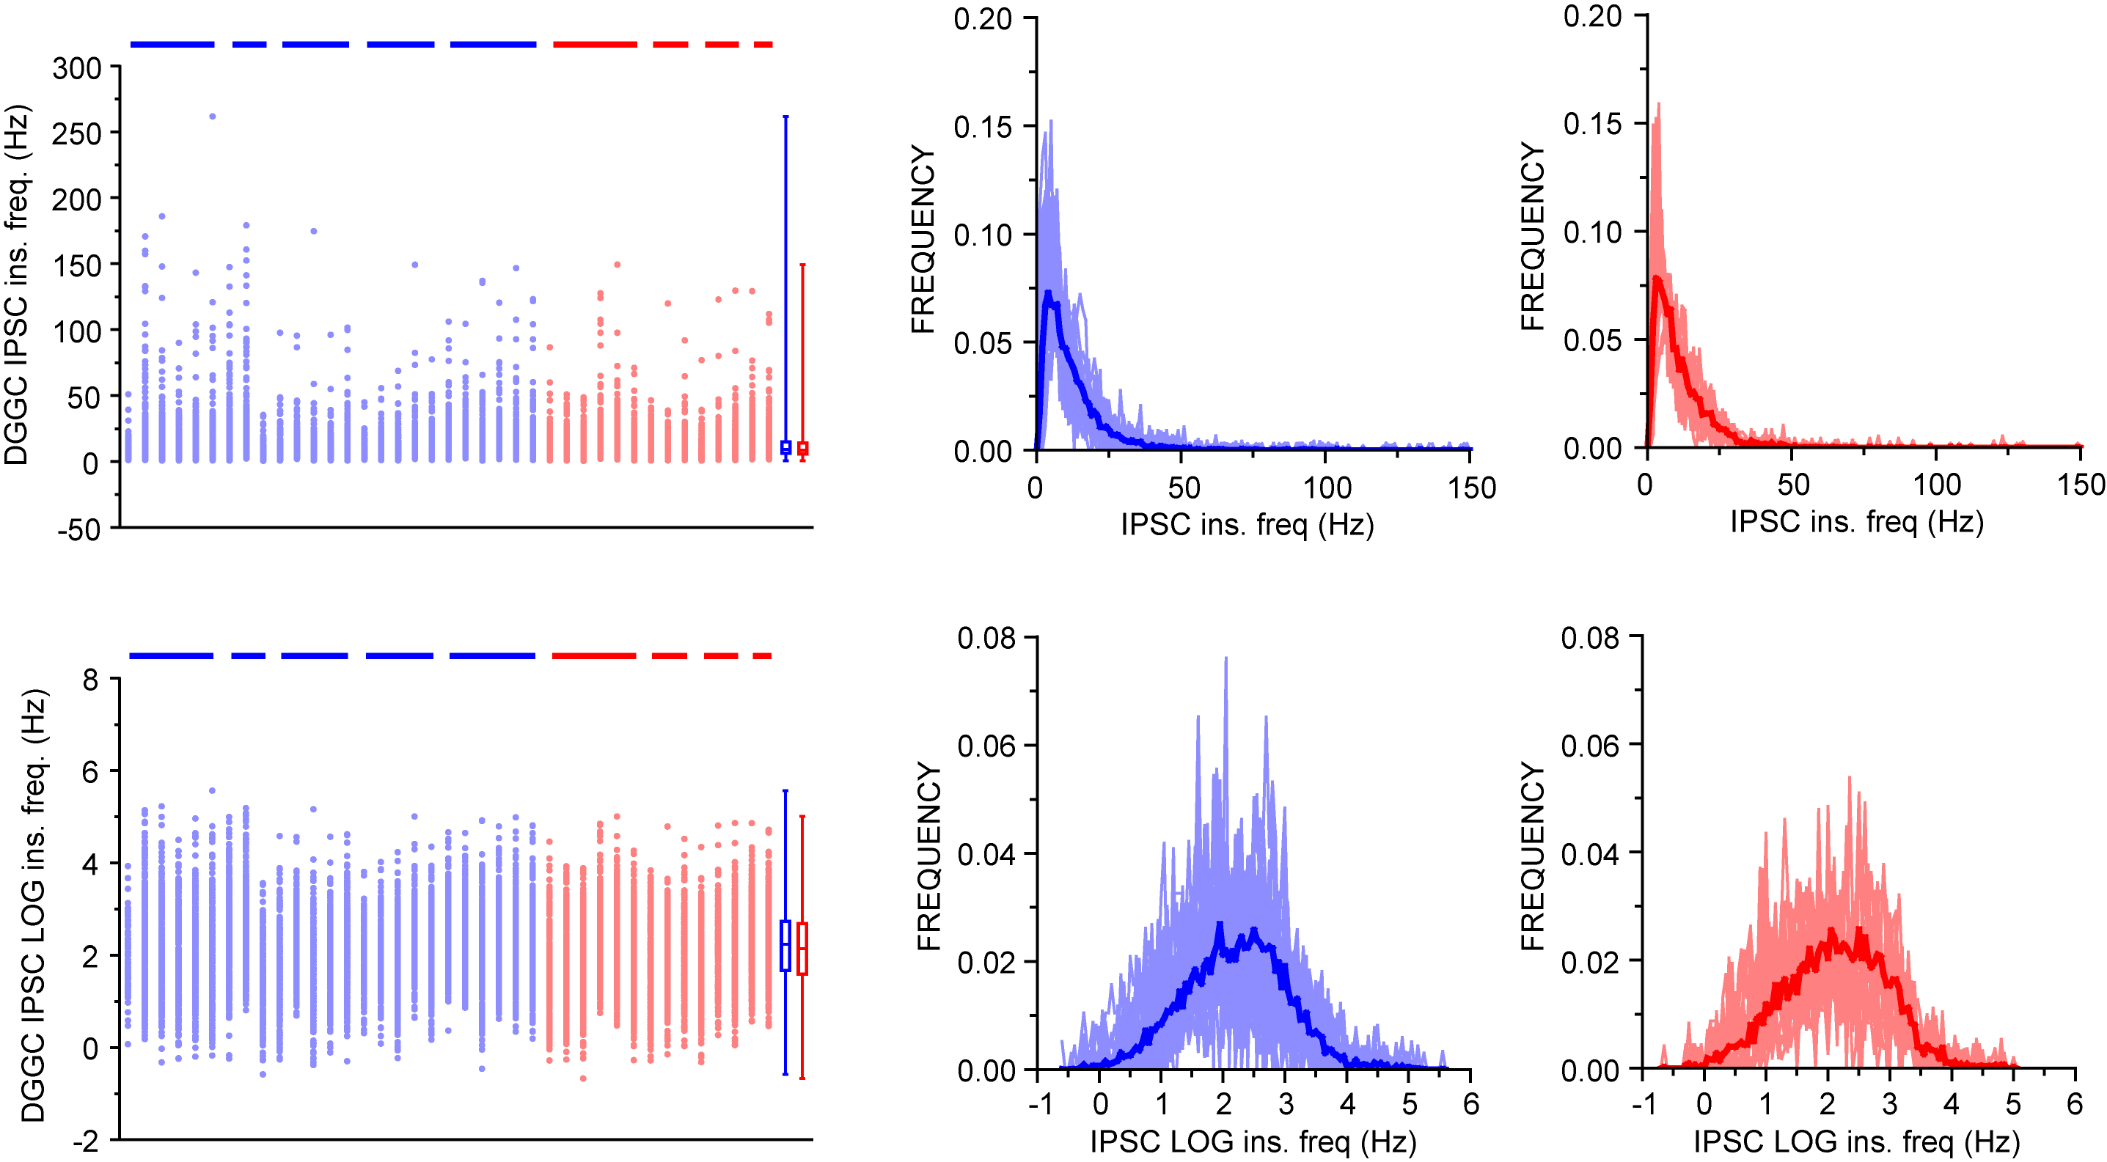 DGGC IPSC ins. freq. (Hz)
300
250
200
150
100
50
0
-50
FREQUENCY
0.20
0.15
0.10
0.05
0.00
0 50 100 150
IPSC ins. freq (Hz)
FREQUENCY
0.20
0.15
0.10
0.05
0.00
0 50 100 150
IPSC ins. freq (Hz)
DGGC IPSC LOG ins. freq. (Hz)
8
6
4
2
0
-2
FREQUENCY
0.08
0.06
0.04
0.02
0.00
-1 0 1 2 3 4 5 6
IPSC LOG ins. freq (Hz)
FREQUENCY
0.08
0.06
0.04
0.02
0.00
-1 0 1 2 3 4 5 6
IPSC LOG ins. freq (Hz)